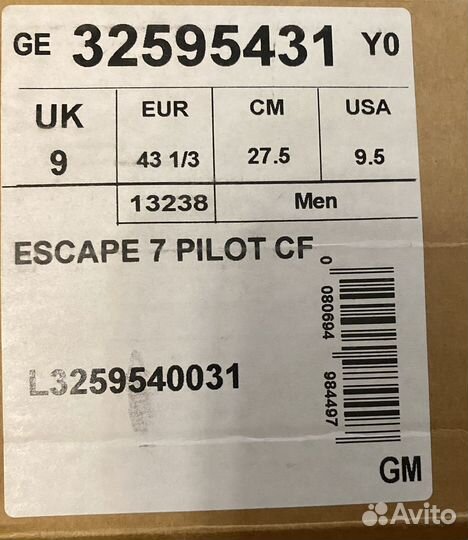 GE 32595431 Y0
UK EUR CM USA
9 43 1/3 27.5 9.5
13238 Men
ESCAPE 7 PILOT CF
L3259540031
0 080694 984497
GM
Avito